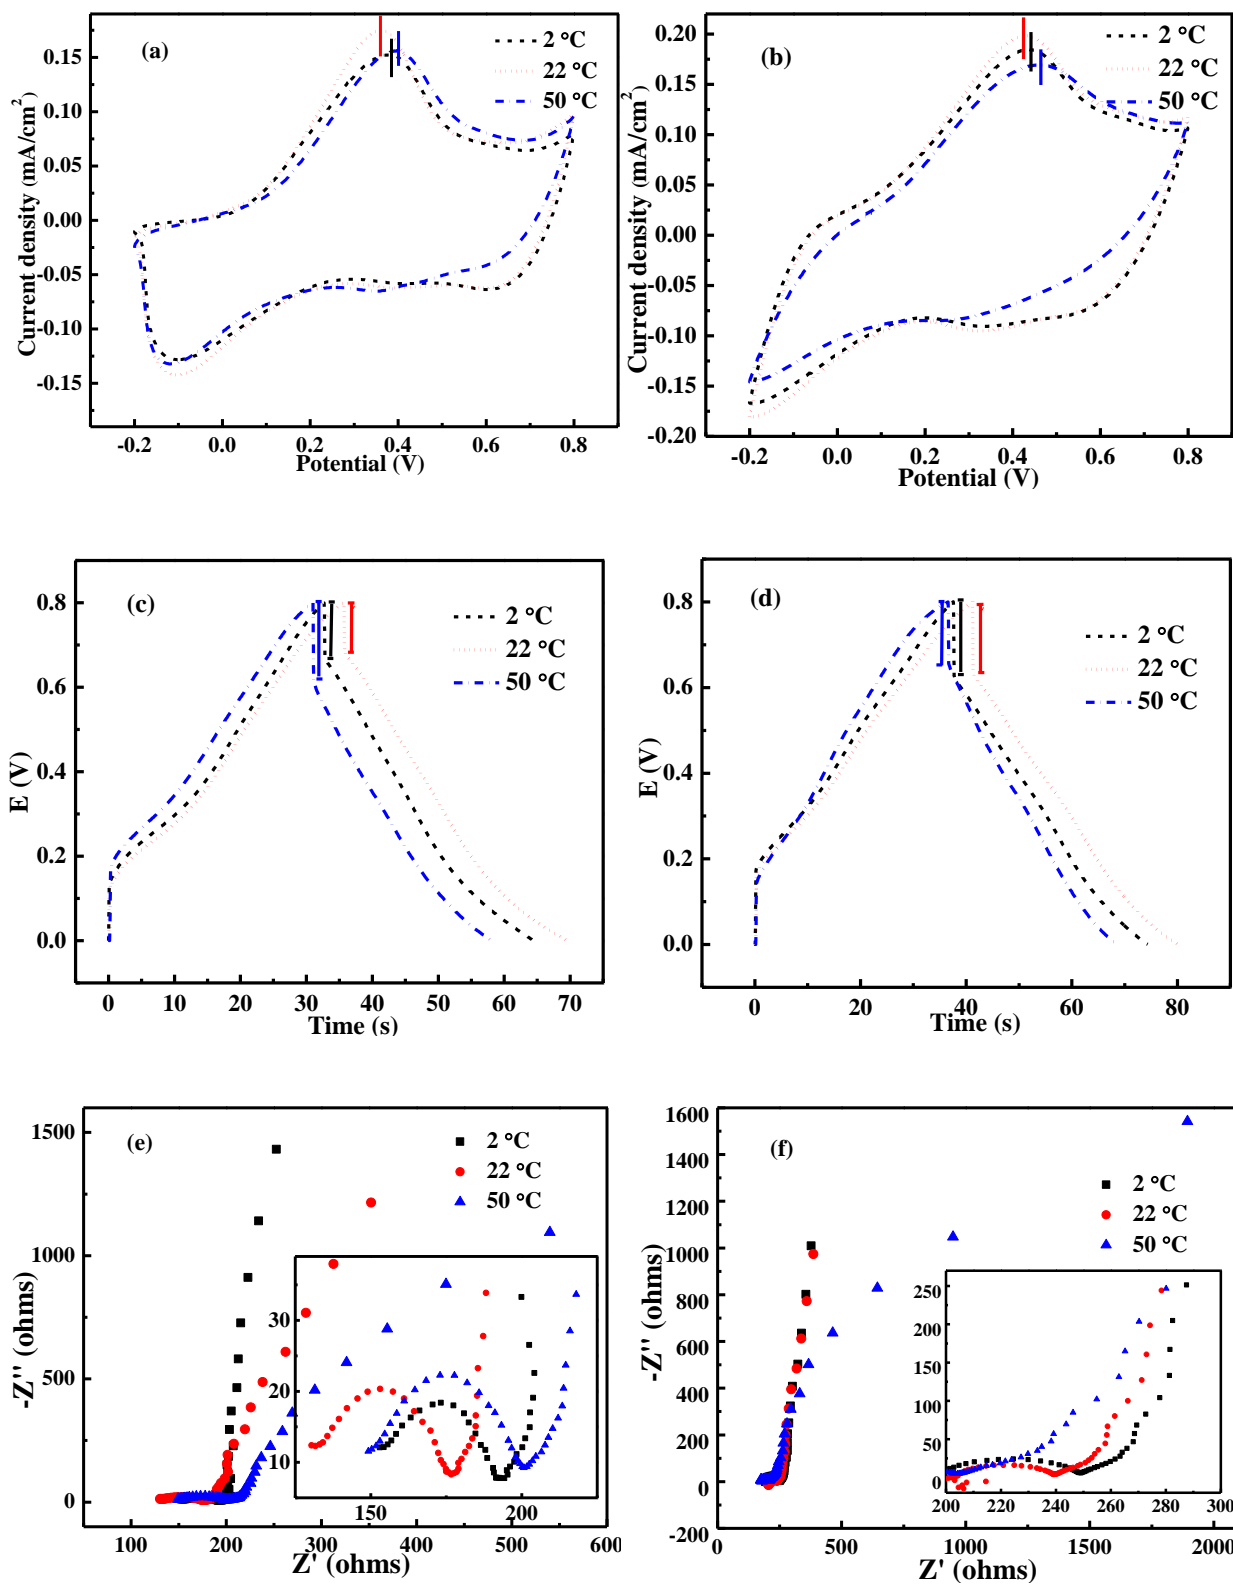 (a)
2 °C
22 °C
50 °C
0.15
0.10
0.05
0.00
-0.05
-0.10
-0.15
Current density (mA/cm²)
-0.2
0.0
0.2
0.4
0.6
0.8
Potential (V)
(b)
2 °C
22 °C
50 °C
0.20
0.15
0.10
0.05
0.00
-0.05
-0.10
-0.15
-0.20
Current density (mA/cm²)
-0.2
0.0
0.2
0.4
0.6
0.8
Potential (V)
(c)
2 °C
22 °C
50 °C
0.8
0.6
0.4
0.2
0.0
E (V)
0
10
20
30
40
50
60
70
Time (s)
(d)
2 °C
22 °C
50 °C
0.8
0.6
0.4
0.2
0.0
E (V)
0
20
40
60
80
Time (s)
(e)
2 °C
22 °C
50 °C
1500
1000
500
0
-Z'' (ohms)
30
20
10
150
200
100
200
300
400
500
600
Z' (ohms)
(f)
2 °C
22 °C
50 °C
1600
1400
1200
1000
800
600
400
200
0
-200
-Z'' (ohms)
250
200
150
100
50
0
200
220
240
260
280
300
0
500
1000
1500
2000
Z' (ohms)